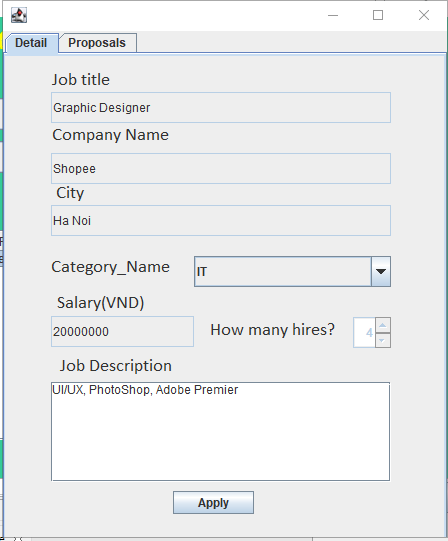 Detail Proposals
Job title
Graphic Designer
Company Name
Shopee
City
Ha Noi
Category_Name IT
Salary(VND)
20000000 How many hires? 4
Job Description
UI/UX, PhotoShop, Adobe Premier
Apply